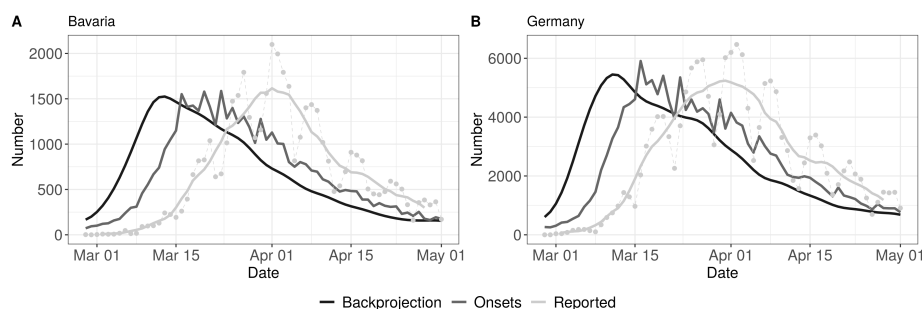 A Bavaria
Number
2000
1500
1000
500
0
Mar 01 Mar 15 Apr 01 Apr 15 May 01
Date
B Germany
Number
6000
4000
2000
0
Mar 01 Mar 15 Apr 01 Apr 15 May 01
Date
Backprojection Onsets Reported